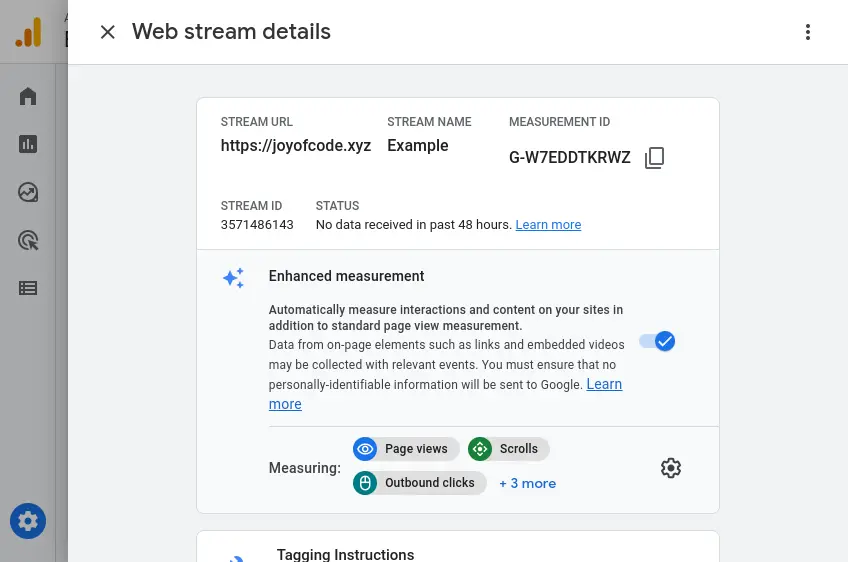 Web stream details
STREAM URL STREAM NAME MEASUREMENT ID
https://joyofcode.xyz Example G-W7EDDTKRWZ
STREAM ID STATUS
3571486143 No data received in past 48 hours. Learn more
Enhanced measurement
Automatically measure interactions and content on your sites in
addition to standard page view measurement.
Data from on-page elements such as links and embedded videos
may be collected with relevant events. You must ensure that no
personally-identifiable information will be sent to Google. Learn
more
Measuring: Page views Scrolls
Outbound clicks + 3 more
Tagging Instructions